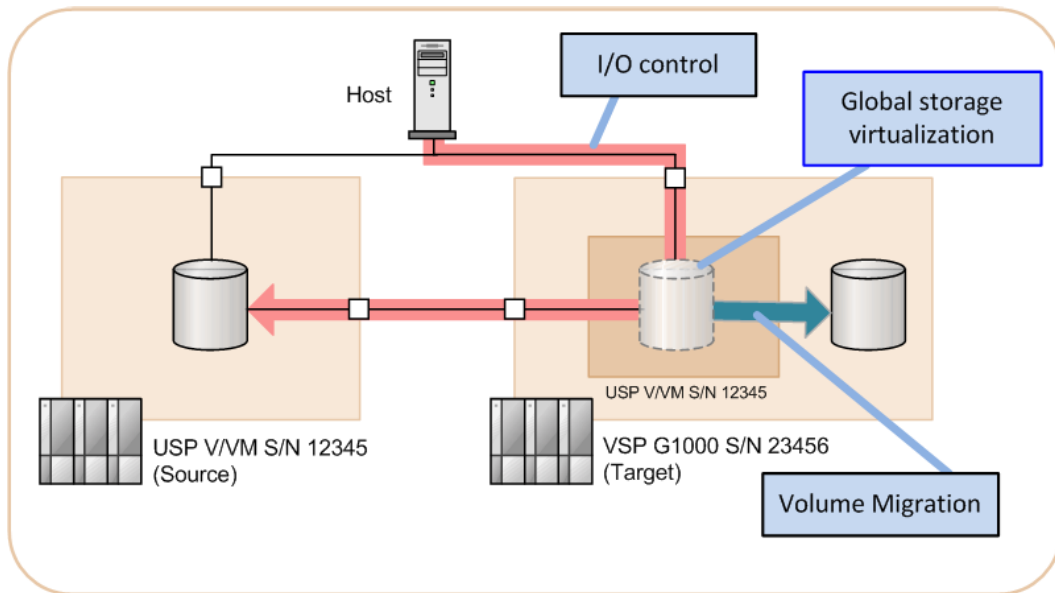 I/O control
Host
Global storage
virtualization
USP V/VM S/N 12345
USP V/VM S/N 12345
(Source)
VSP G1000 S/N 23456
(Target)
Volume Migration